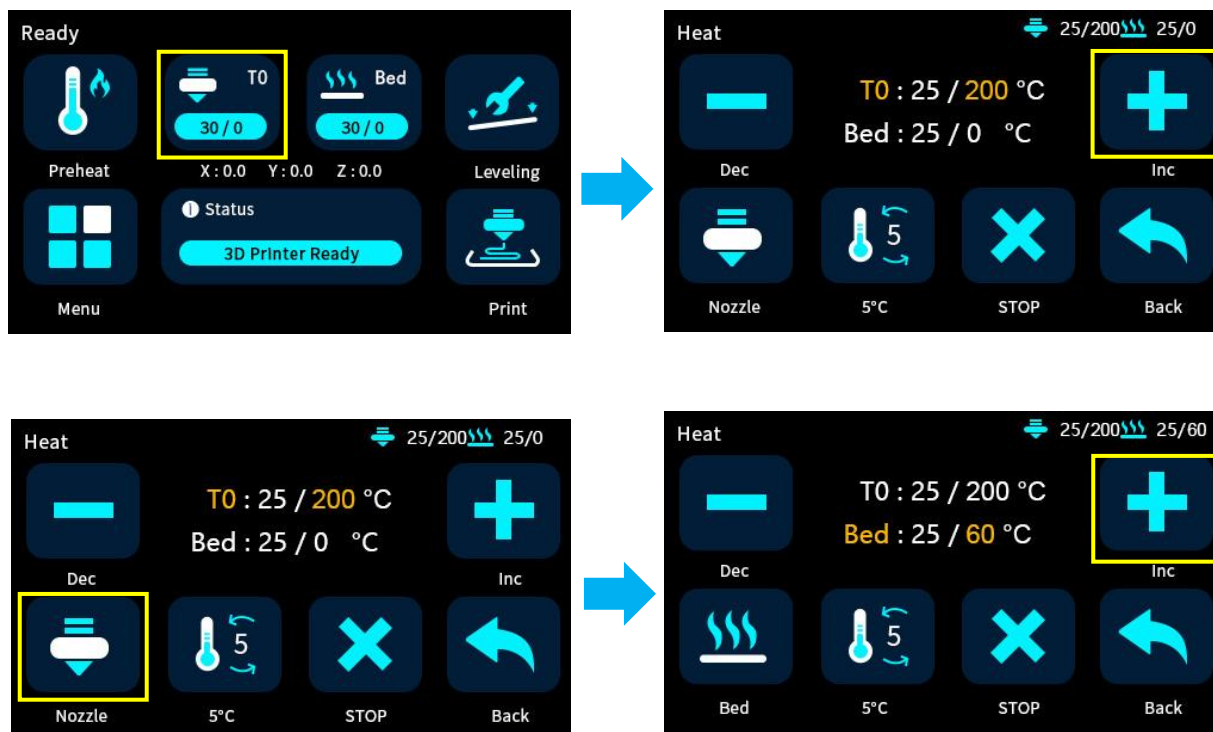 Ready
T0
Bed
30 / 0
30 / 0
Preheat
X : 0.0 Y : 0.0 Z : 0.0
Leveling
Status
3D Printer Ready
Menu
Print
Heat
25/200 25/0
T0 : 25 / 200 °C
Bed : 25 / 0 °C
Dec
Inc
5
Nozzle
5°C
STOP
Back
Heat
25/200 25/0
T0 : 25 / 200 °C
Bed : 25 / 0 °C
Dec
Inc
5
Nozzle
5°C
STOP
Back
Heat
25/200 25/60
T0 : 25 / 200 °C
Bed : 25 / 60 °C
Dec
Inc
5
Bed
5°C
STOP
Back